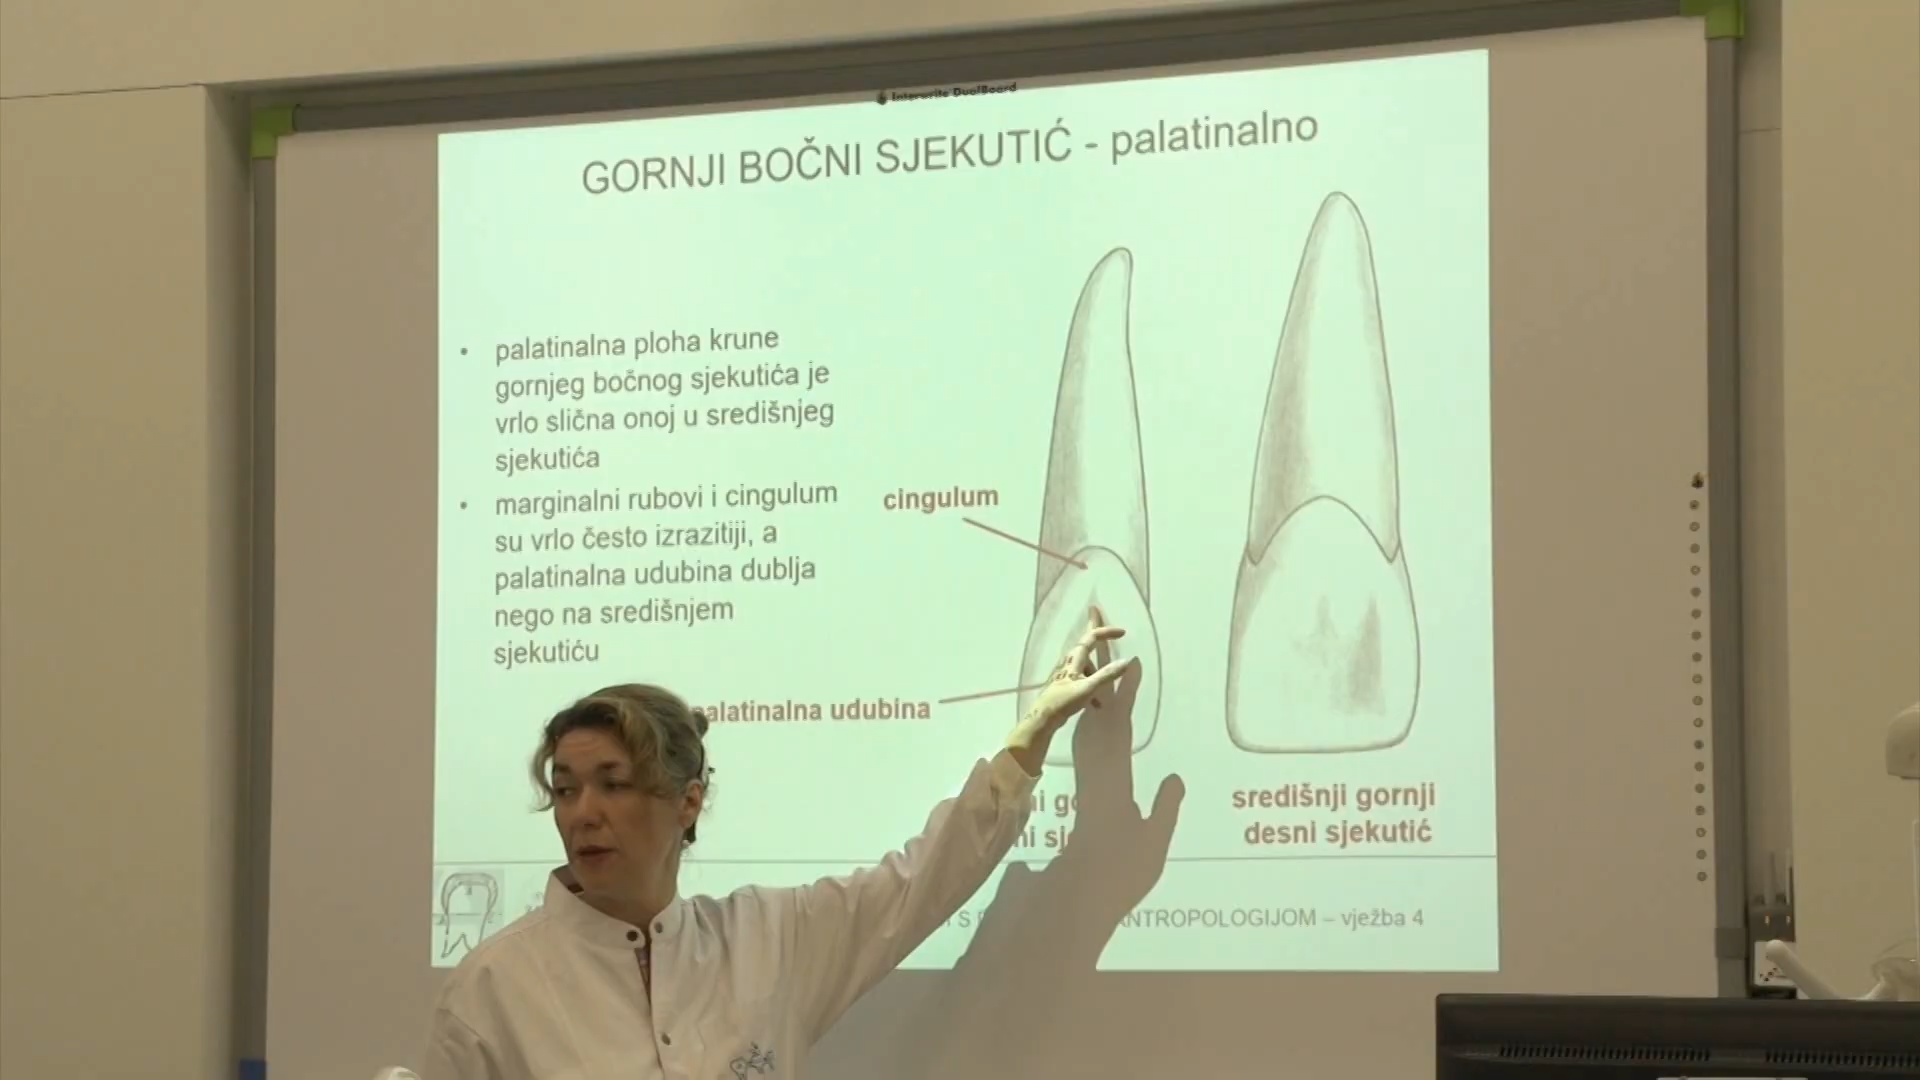 Interwrite DualBoard
GORNJI BOČNI SJEKUTIĆ - palatinalno
• palatinalna ploha krune
gornjeg bočnog sjekutića je
vrlo slična onoj u središnjeg
sjekutića
• marginalni rubovi i cingulum
su vrlo često izrazitiji, a
palatinalna udubina dublja
nego na središnjem
sjekutiću
cingulum
palatinalna udubina
središnji gornji
desni sjekutić
ANTROPOLOGIJOM – vježba 4